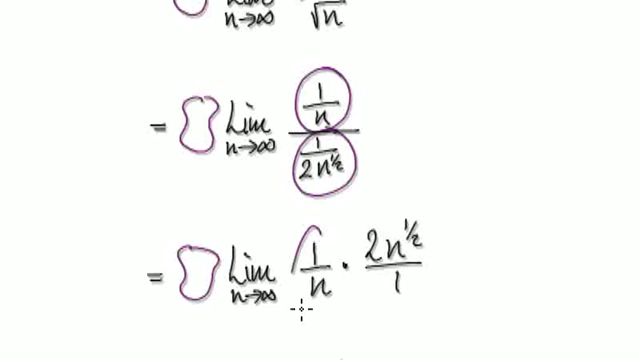 Lim n→∞ √n
= Lim n→∞ (1/n)/(1/(2n^½))
= Lim n→∞ 1/n · 2n^½/1